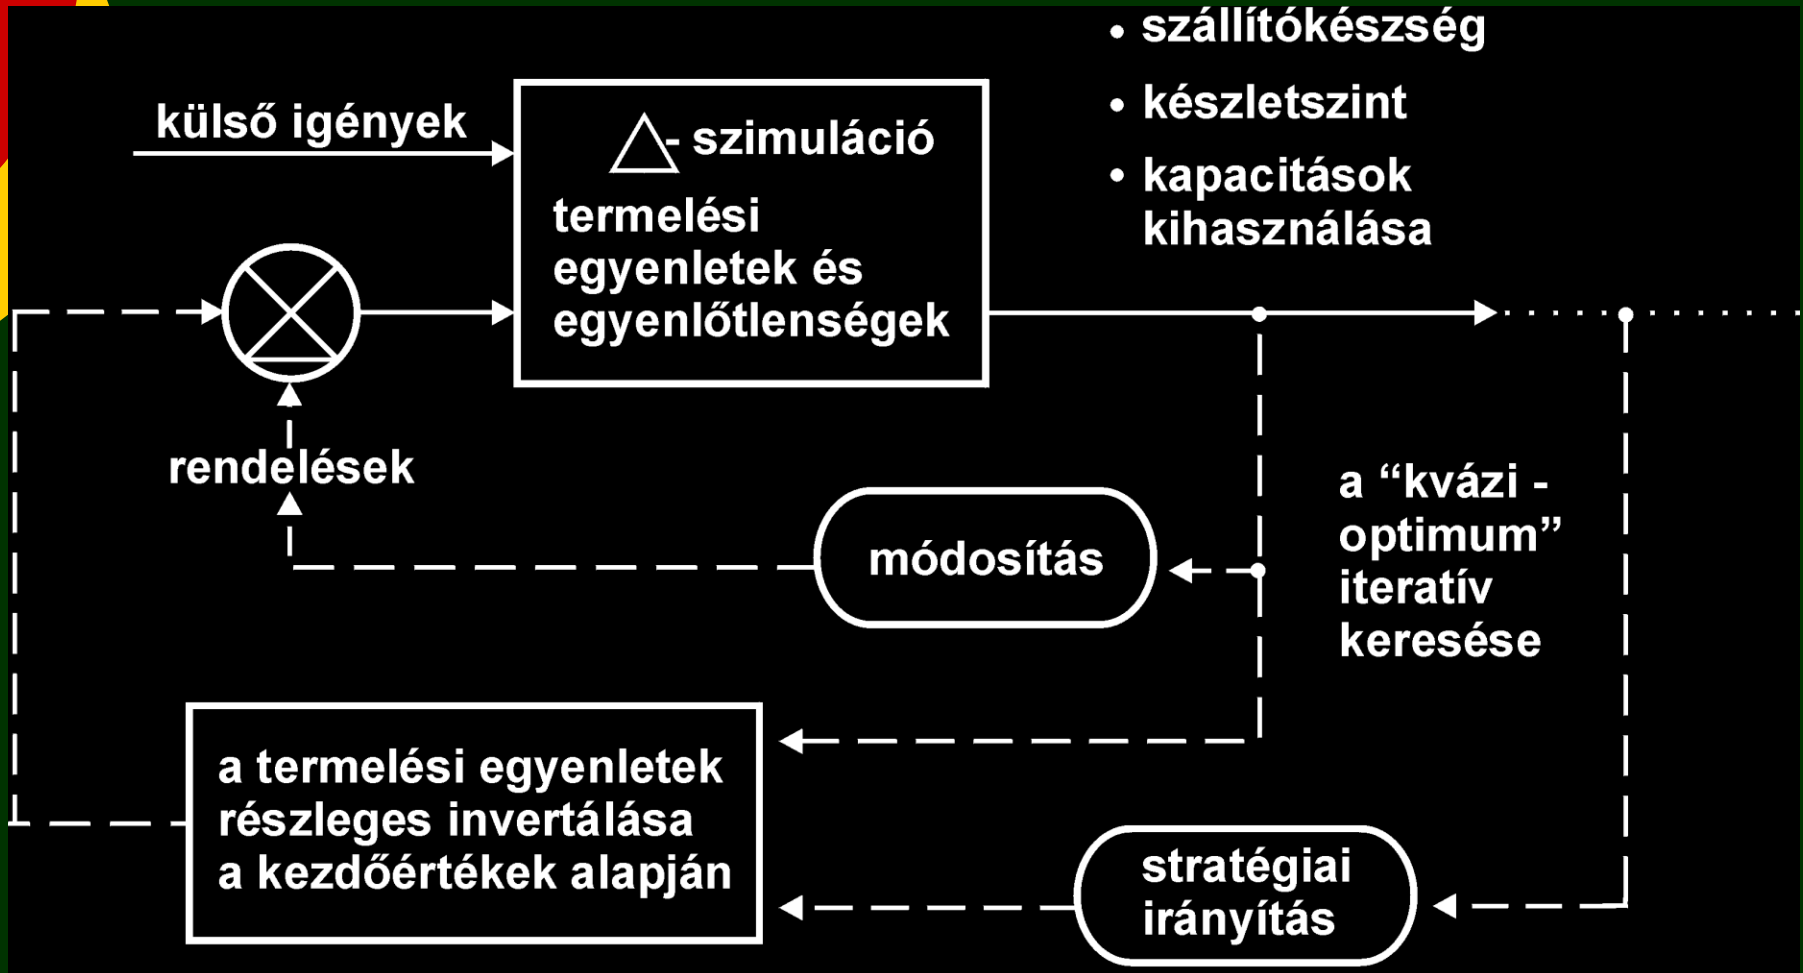 • szállítókészség
• készletszint
• kapacitások
kihasználása
külső igények
- szimuláció
termelési
egyenletek és
egyenlőtlenségek
rendelések
módosítás
a “kvázi -
optimum”
iteratív
keresése
a termelési egyenletek
részleges invertálása
a kezdőértékek alapján
stratégiai
irányítás